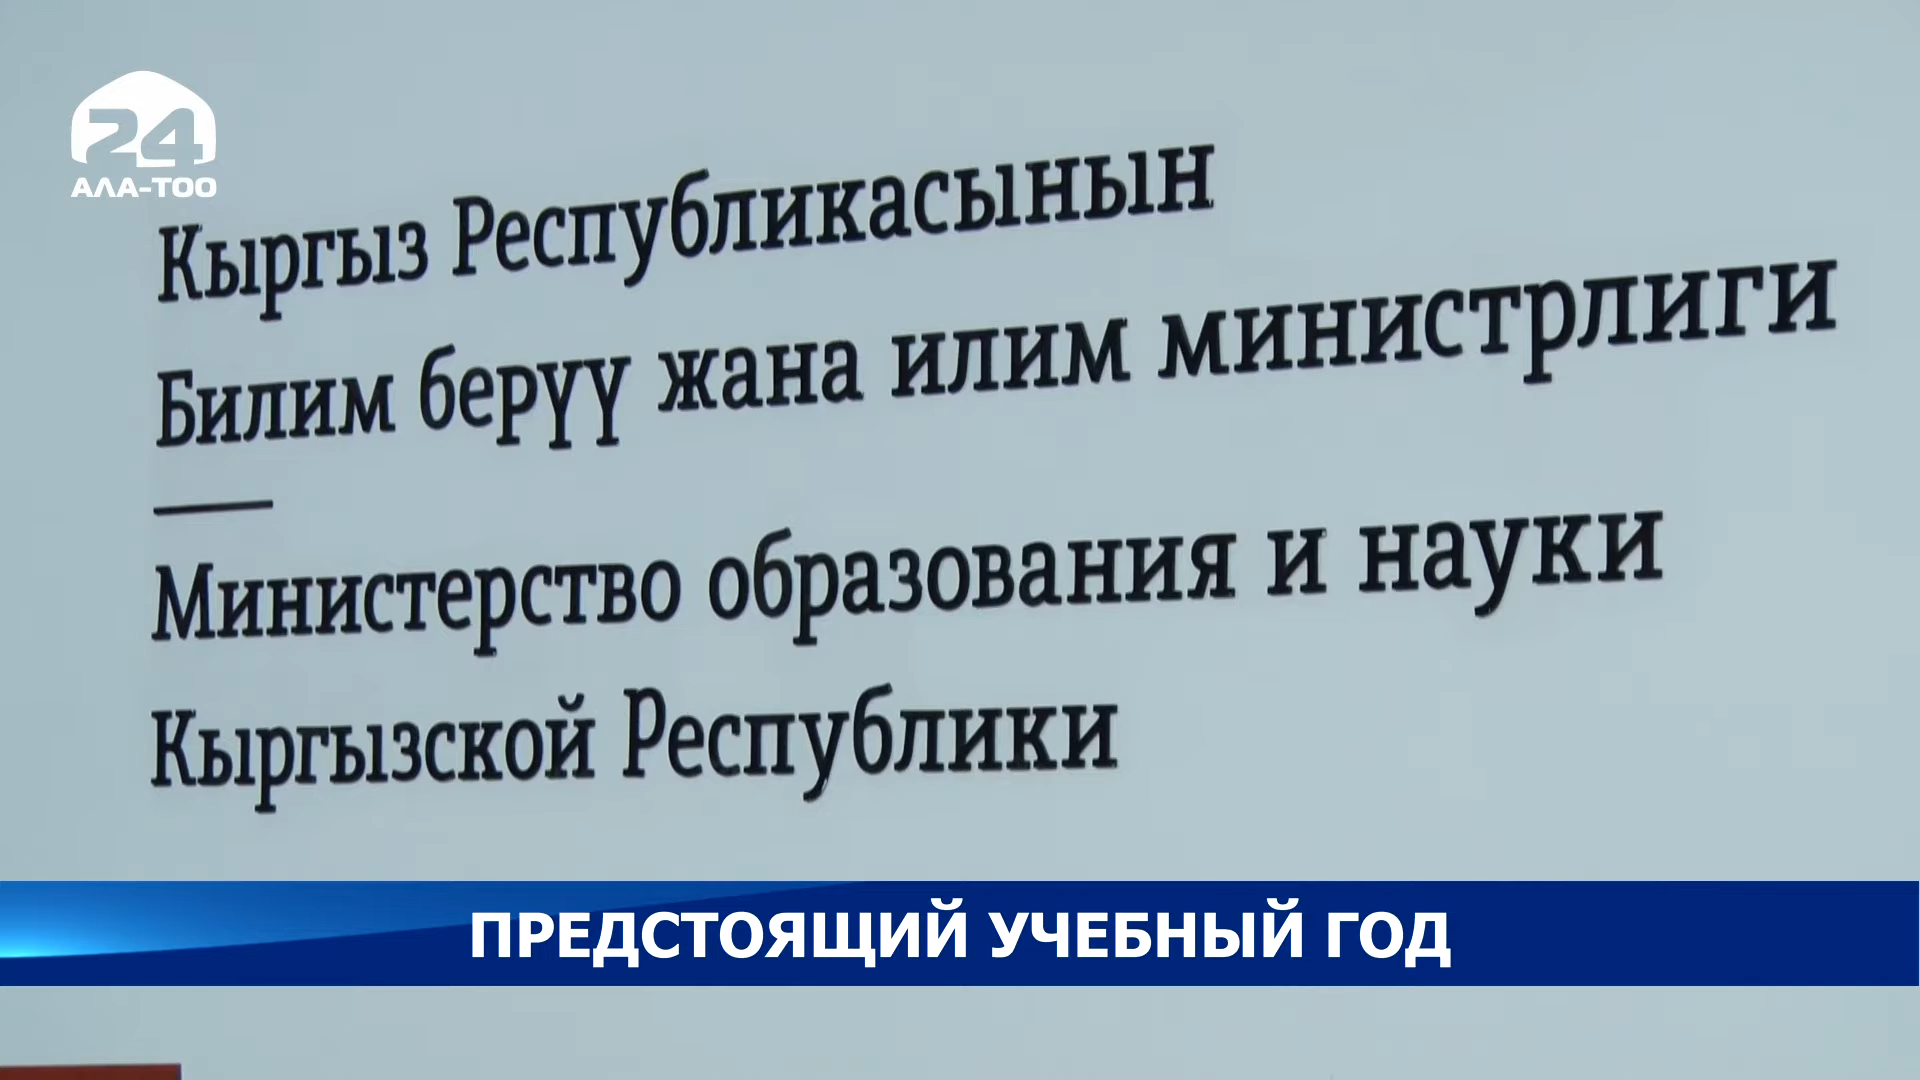 24
АЛА-ТОО
Кыргыз Республикасынын
Билим берүү жана илим министрлиги
Министерство образования и науки
Кыргызской Республики
ПРЕДСТОЯЩИЙ УЧЕБНЫЙ ГОД